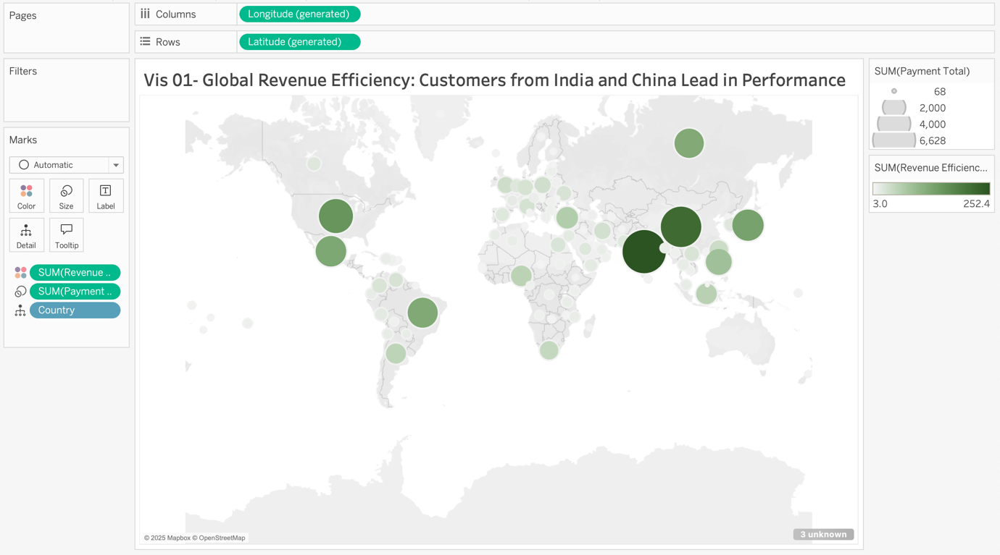 Pages
Columns
Longitude (generated)
Rows
Latitude (generated)
Filters
Marks
Automatic
Color
Size
Label
Detail
Tooltip
SUM(Revenue ..
SUM(Payment ..
Country
Vis 01- Global Revenue Efficiency: Customers from India and China Lead in Performance
© 2025 Mapbox © OpenStreetMap
3 unknown
SUM(Payment Total)
68
2,000
4,000
6,628
SUM(Revenue Efficienc...
3.0 252.4